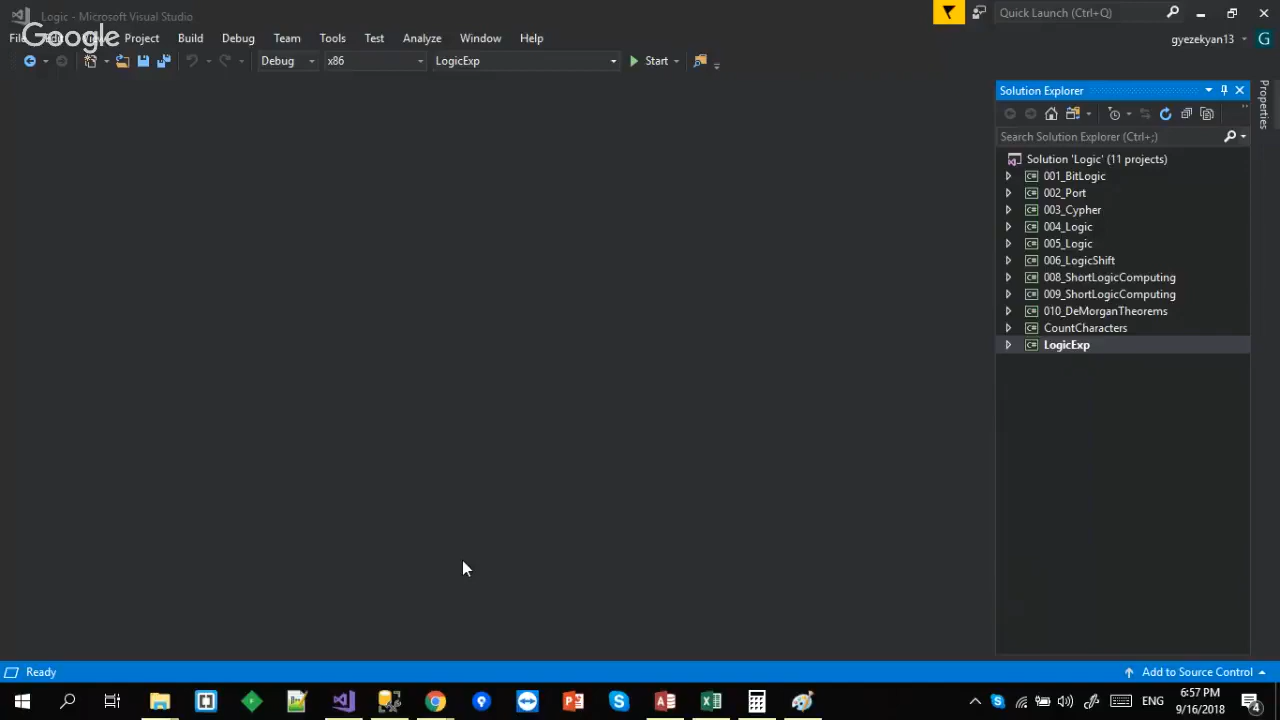 Logic - Microsoft Visual Studio
Quick Launch (Ctrl+Q)
Google
Project Build Debug Team Tools Test Analyze Window Help
gyezekyan13 G
Debug x86 LogicExp Start
Solution Explorer
Properties
Search Solution Explorer (Ctrl+;)
Solution 'Logic' (11 projects)
C# 001_BitLogic
C# 002_Port
C# 003_Cypher
C# 004_Logic
C# 005_Logic
C# 006_LogicShift
C# 008_ShortLogicComputing
C# 009_ShortLogicComputing
C# 010_DeMorganTheorems
C# CountCharacters
C# LogicExp
Ready
Add to Source Control
ENG
6:57 PM
9/16/2018
4